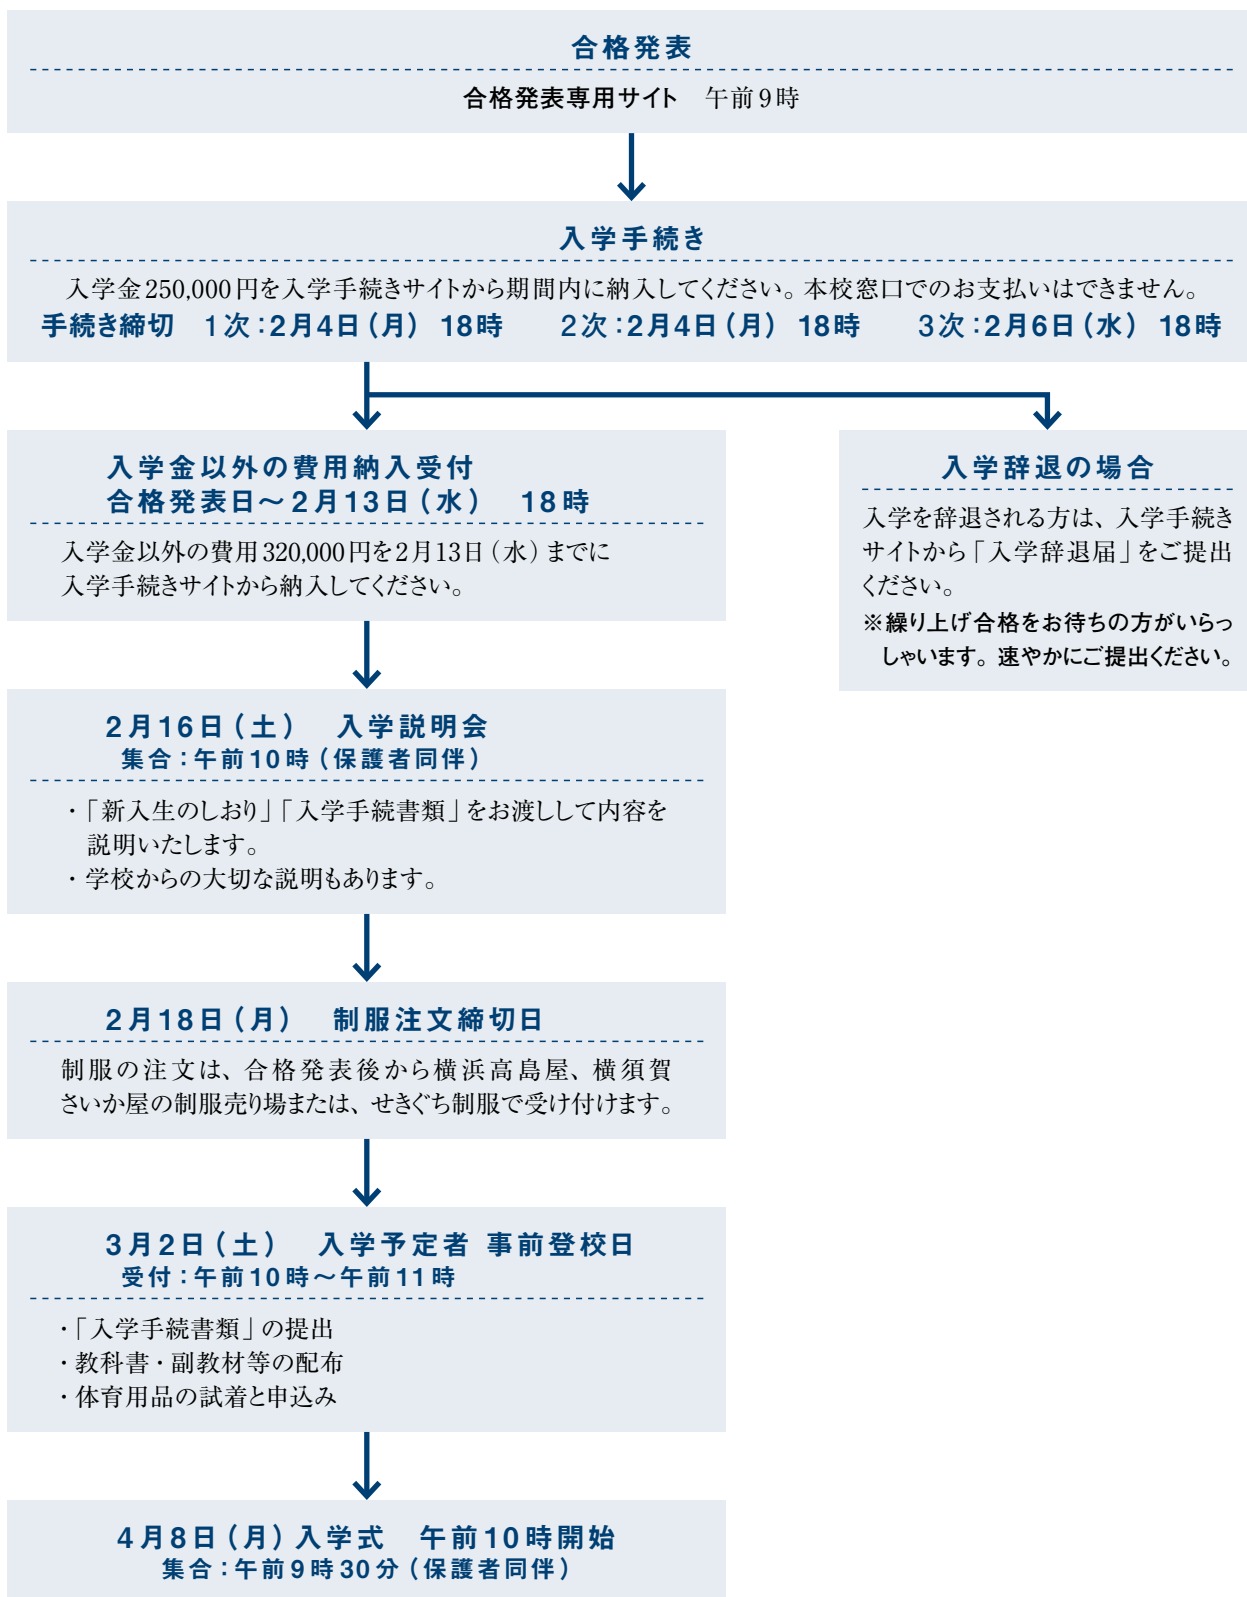 合格発表
合格発表専用サイト　午前9時
入学手続き
入学金250,000円を入学手続きサイトから期間内に納入してください。本校窓口でのお支払いはできません。
手続き締切　1次：2月4日（月） 18時　　2次：2月4日（月） 18時　　3次：2月6日（水） 18時
入学金以外の費用納入受付
合格発表日～2月13日（水）　18時
入学金以外の費用320,000円を2月13日（水）までに
入学手続きサイトから納入してください。
入学辞退の場合
入学を辞退される方は、入学手続き
サイトから「入学辞退届」をご提出
ください。
※繰り上げ合格をお待ちの方がいらっ
しゃいます。速やかにご提出ください。
2月16日（土）　入学説明会
集合：午前10時（保護者同伴）
・「新入生のしおり」「入学手続書類」をお渡しして内容を
説明いたします。
・学校からの大切な説明もあります。
2月18日（月）　制服注文締切日
制服の注文は、合格発表後から横浜高島屋、横須賀
さいか屋の制服売り場または、せきぐち制服で受け付けます。
3月2日（土）　入学予定者 事前登校日
受付：午前10時～午前11時
・「入学手続書類」の提出
・教科書・副教材等の配布
・体育用品の試着と申込み
4月8日（月）入学式　午前10時開始
集合：午前9時30分（保護者同伴）